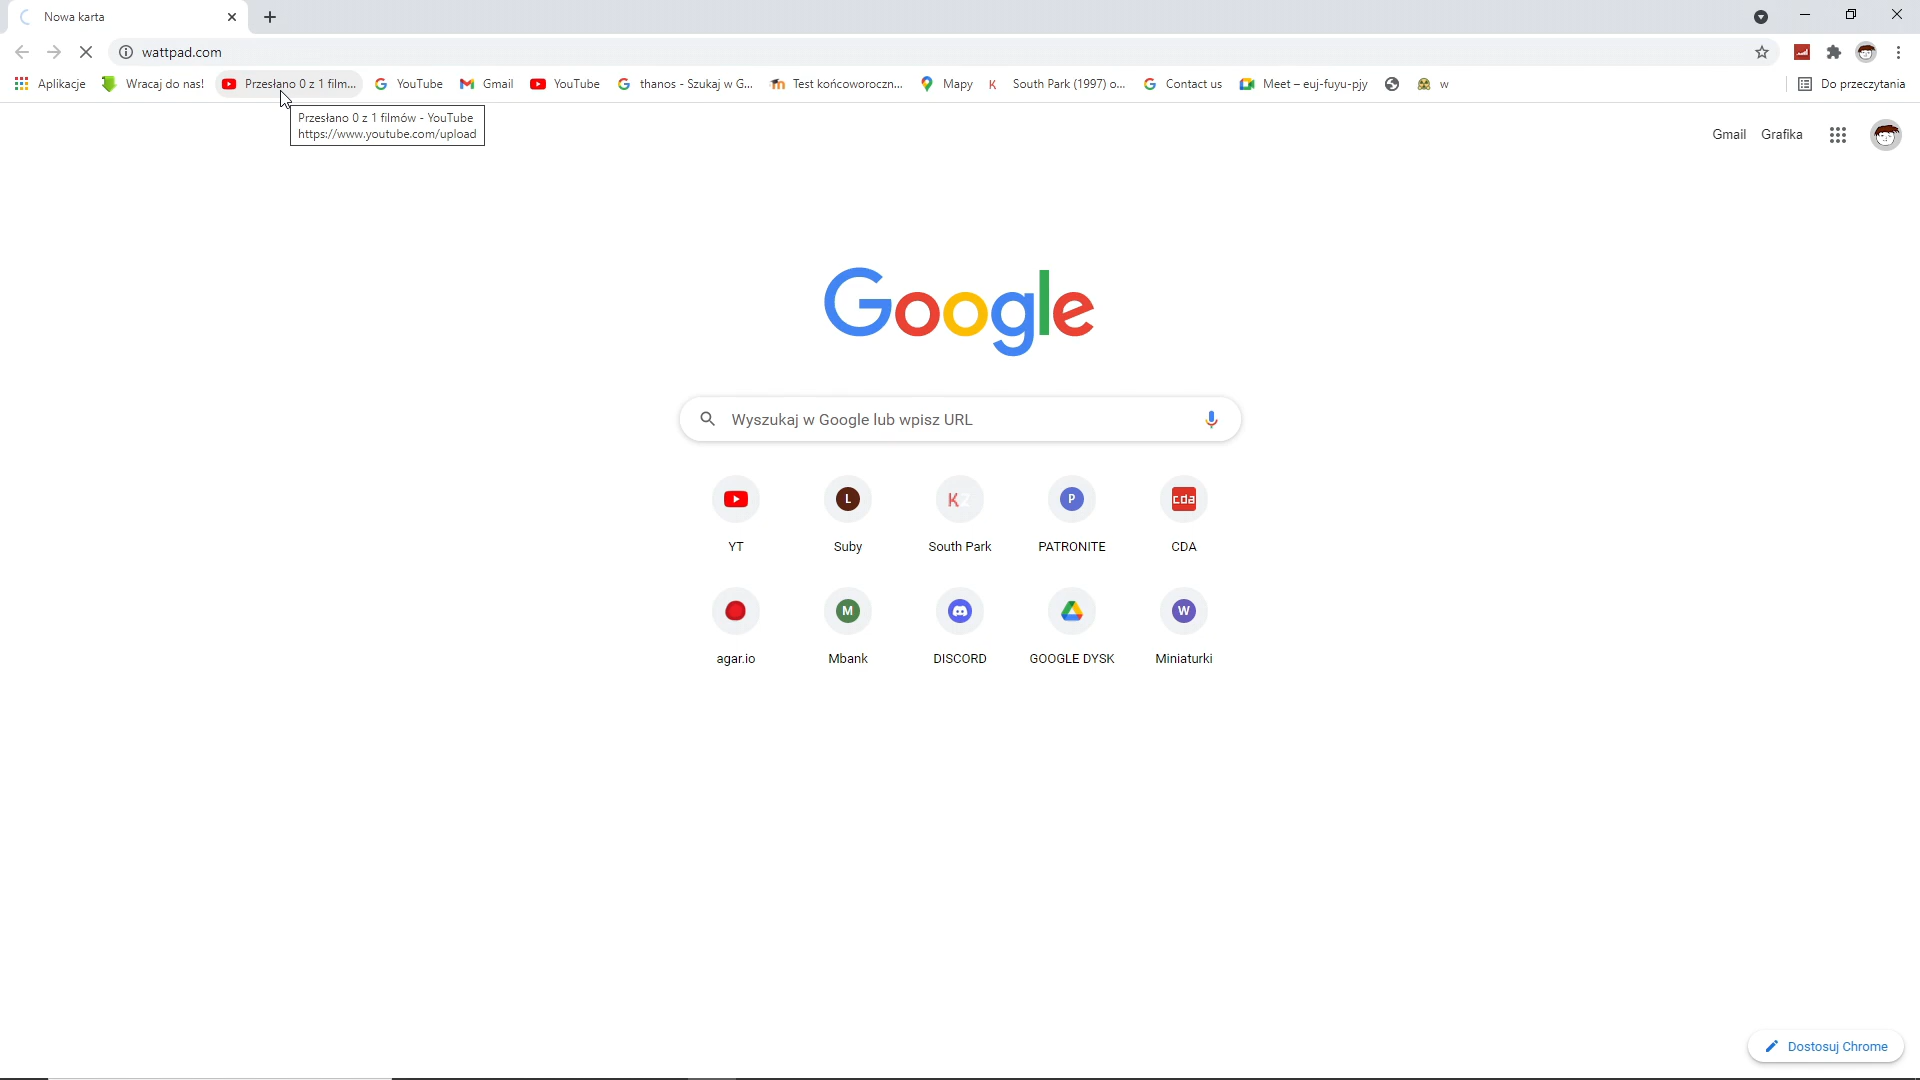 Nowa karta
wattpad.com
Aplikacje Wracaj do nas! Przesłano 0 z 1 film... YouTube Gmail YouTube thanos - Szukaj w G... Test końcoworoczn... Mapy South Park (1997) o... Contact us Meet – euj-fuyu-pjy w Do przeczytania
Przesłano 0 z 1 filmów - YouTube
https://www.youtube.com/upload
Gmail Grafika
Google
Wyszukaj w Google lub wpisz URL
L KZ P cda
YT Suby South Park PATRONITE CDA
M W
agar.io Mbank DISCORD GOOGLE DYSK Miniaturki
Dostosuj Chrome